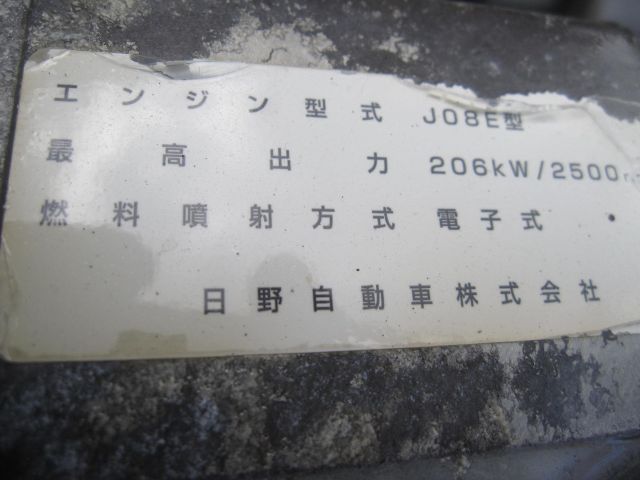 エンジン型式 J08E型
最高出力 206kW/2500
燃料噴射方式 電子式
日野自動車株式会社